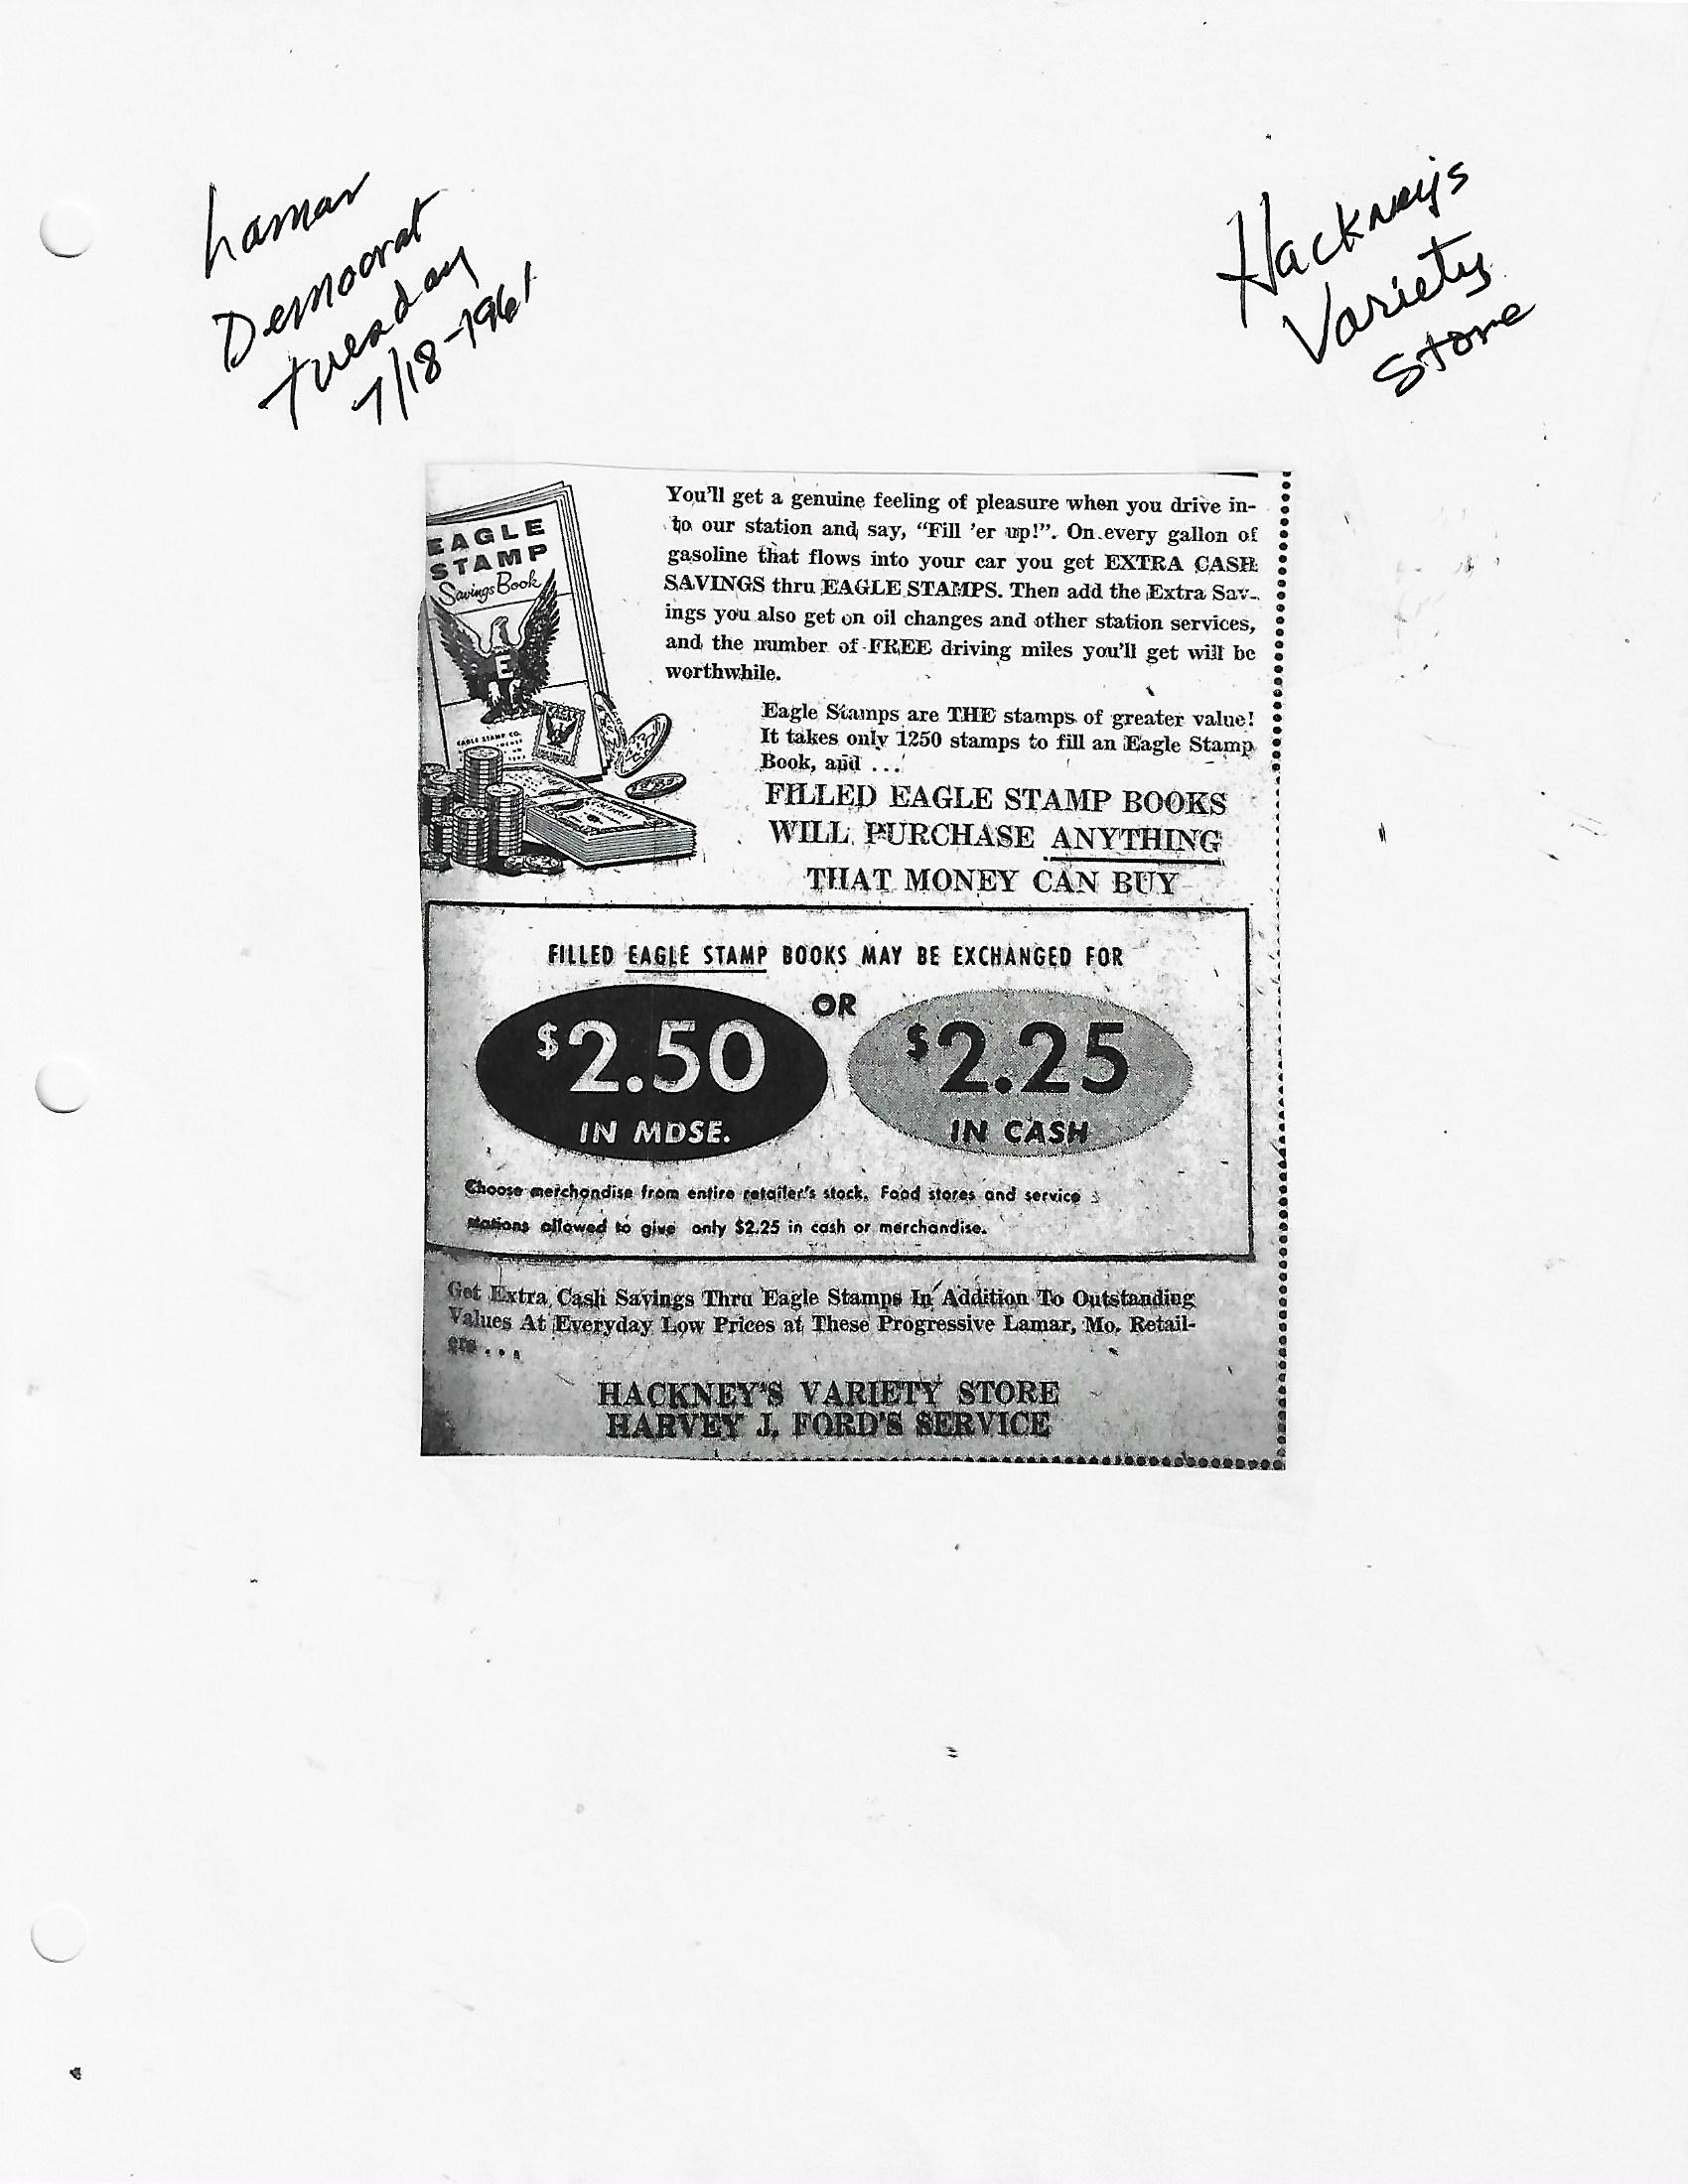 Lamar
Democrat
Tuesday
7/18-1961
Hackney's
Variety
Store
EAGLE
STAMP
Savings Book
E
EAGLE STAMP CO.
EAGLE
You'll get a genuine feeling of pleasure when you drive in-
to our station and say, "Fill 'er up!". On every gallon of
gasoline that flows into your car you get EXTRA CASH
SAVINGS thru EAGLE STAMPS. Then add the Extra Sav-
ings you also get on oil changes and other station services,
and the number of FREE driving miles you'll get will be
worthwhile.
Eagle Stamps are THE stamps of greater value!
It takes only 1250 stamps to fill an Eagle Stamp
Book, and ...
FILLED EAGLE STAMP BOOKS
WILL PURCHASE ANYTHING
THAT MONEY CAN BUY
FILLED EAGLE STAMP BOOKS MAY BE EXCHANGED FOR
$2.50
IN MDSE.
OR
$2.25
IN CASH
Choose merchandise from entire retailer's stock. Food stores and service
stations allowed to give only $2.25 in cash or merchandise.
Get Extra Cash Savings Thru Eagle Stamps In Addition To Outstanding
Values At Everyday Low Prices at These Progressive Lamar, Mo. Retail-
ers . . .
HACKNEY'S VARIETY STORE
HARVEY J. FORD'S SERVICE